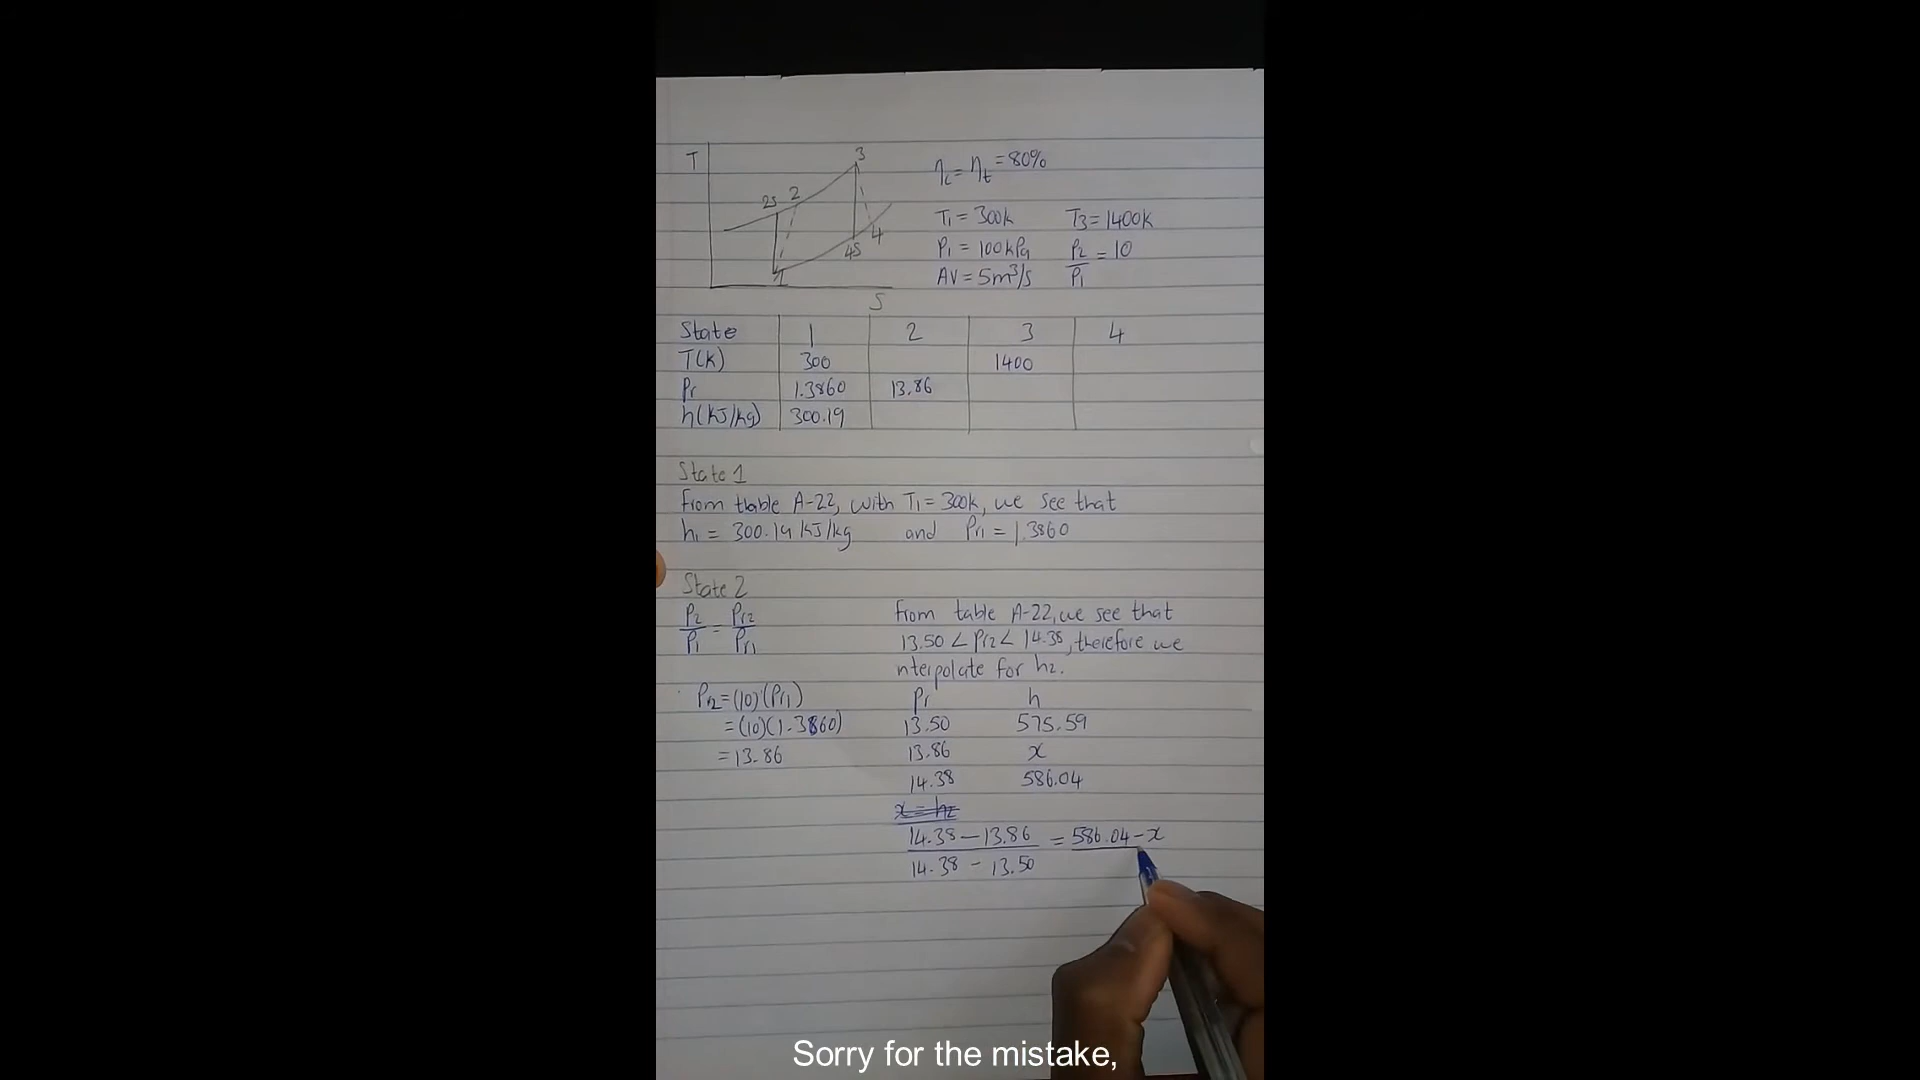 T
3
2s 2
4
4s
1
S
ηc = ηt = 80%
T1 = 300k T3 = 1400k
P1 = 100kPa P2/P1 = 10
AV = 5m³/s
State 1 2 3 4
T(K) 300 1400
Pr 1.3860 13.86
h(KJ/kg) 300.19
State 1
From table A-22, with T1 = 300k, we see that
h1 = 300.19 KJ/kg and Pr1 = 1.3860
State 2
P2/P1 = Pr2/Pr1
Pr2 = (10)(Pr1)
= (10)(1.3860)
= 13.86
From table A-22, we see that
13.50 < Pr2 < 14.38, therefore we
nterpolate for h2.
Pr h
13.50 575.59
13.86 x
14.38 586.04
x = h2
14.38 – 13.86 = 586.04 – x
14.38 – 13.50
Sorry for the mistake,